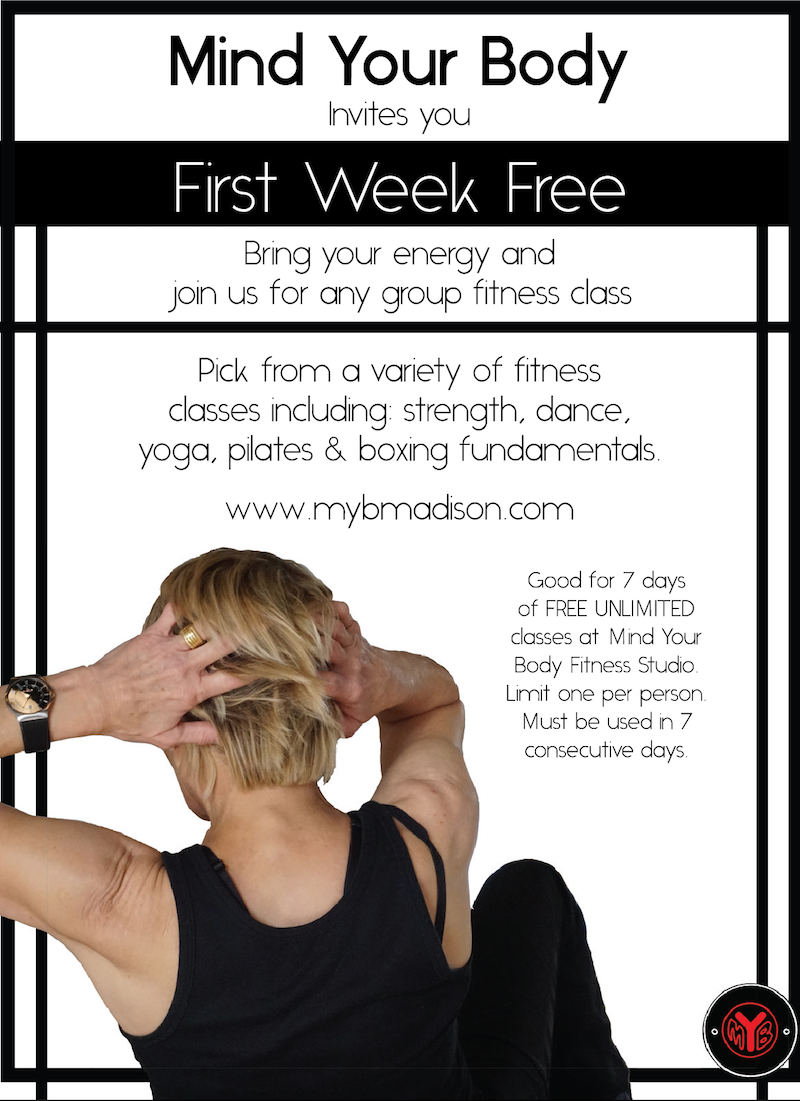 Mind Your Body
Invites you
First Week Free
Bring your energy and
join us for any group fitness class
Pick from a variety of fitness
classes including: strength, dance,
yoga, pilates & boxing fundamentals.
www.mybmadison.com
Good for 7 days
of FREE UNLIMITED
classes at Mind Your
Body Fitness Studio.
Limit one per person.
Must be used in 7
consecutive days.
MYB